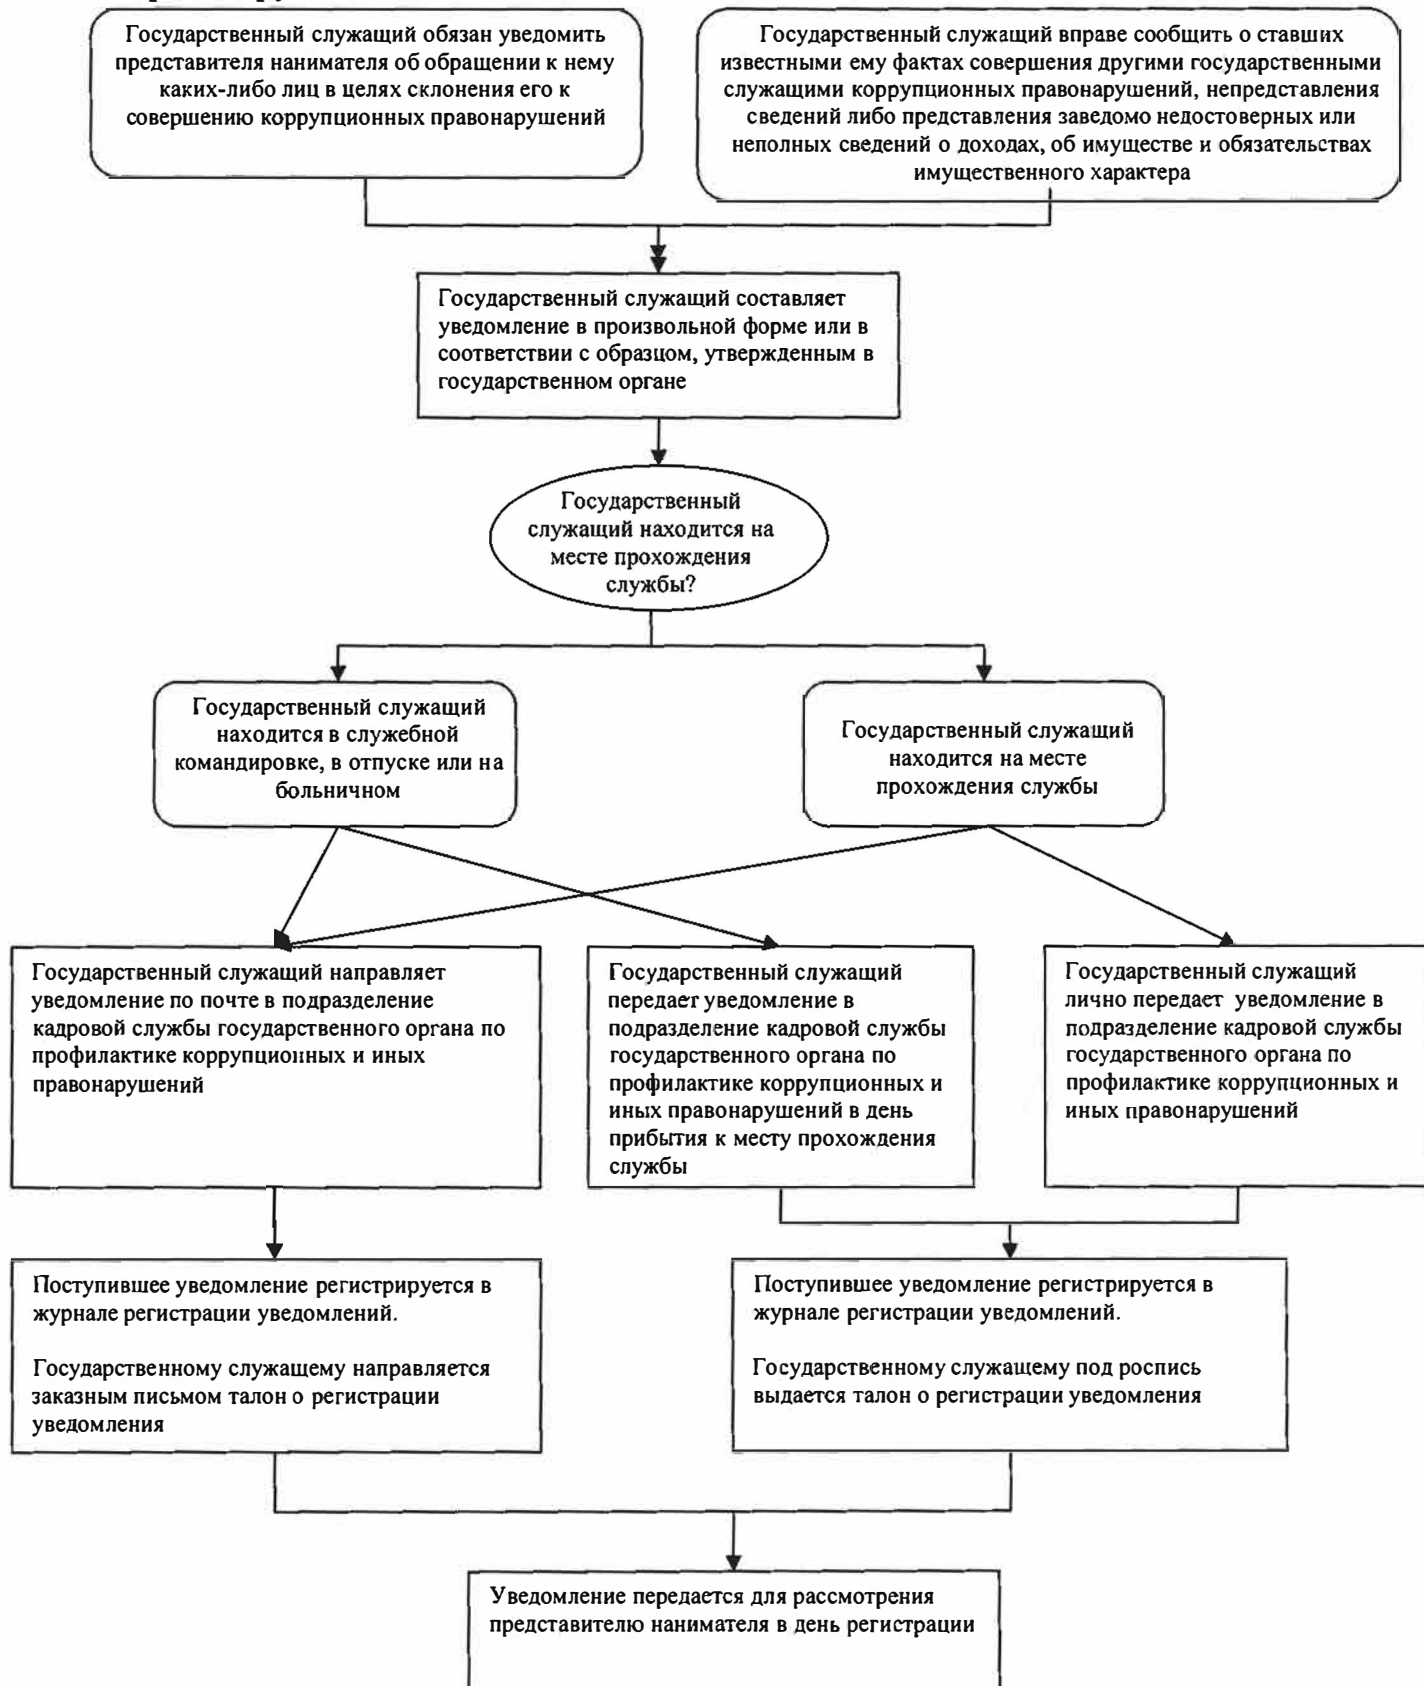 Государственный служащий обязан уведомить
представителя нанимателя об обращении к нему
каких-либо лиц в целях склонения его к
совершению коррупционных правонарушений
Государственный служащий вправе сообщить о ставших
известными ему фактах совершения другими государственными
служащими коррупционных правонарушений, непредставления
сведений либо представления заведомо недостоверных или
неполных сведений о доходах, об имуществе и обязательствах
имущественного характера
Государственный служащий составляет
уведомление в произвольной форме или в
соответствии с образцом, утвержденным в
государственном органе
Государственный
служащий находится на
месте прохождения
службы?
Государственный служащий
находится в служебной
командировке, в отпуске или на
больничном
Государственный служащий
находится на месте
прохождения службы
Государственный служащий направляет
уведомление по почте в подразделение
кадровой службы государственного органа по
профилактике коррупционных и иных
правонарушений
Государственный служащий
передает уведомление в
подразделение кадровой службы
государственного органа по
профилактике коррупционных и
иных правонарушений в день
прибытия к месту прохождения
службы
Государственный служащий
лично передает уведомление в
подразделение кадровой службы
государственного органа по
профилактике коррупционных и
иных правонарушений
Поступившее уведомление регистрируется в
журнале регистрации уведомлений.
Государственному служащему направляется
заказным письмом талон о регистрации
уведомления
Поступившее уведомление регистрируется в
журнале регистрации уведомлений.
Государственному служащему под роспись
выдается талон о регистрации уведомления
Уведомление передается для рассмотрения
представителю нанимателя в день регистрации